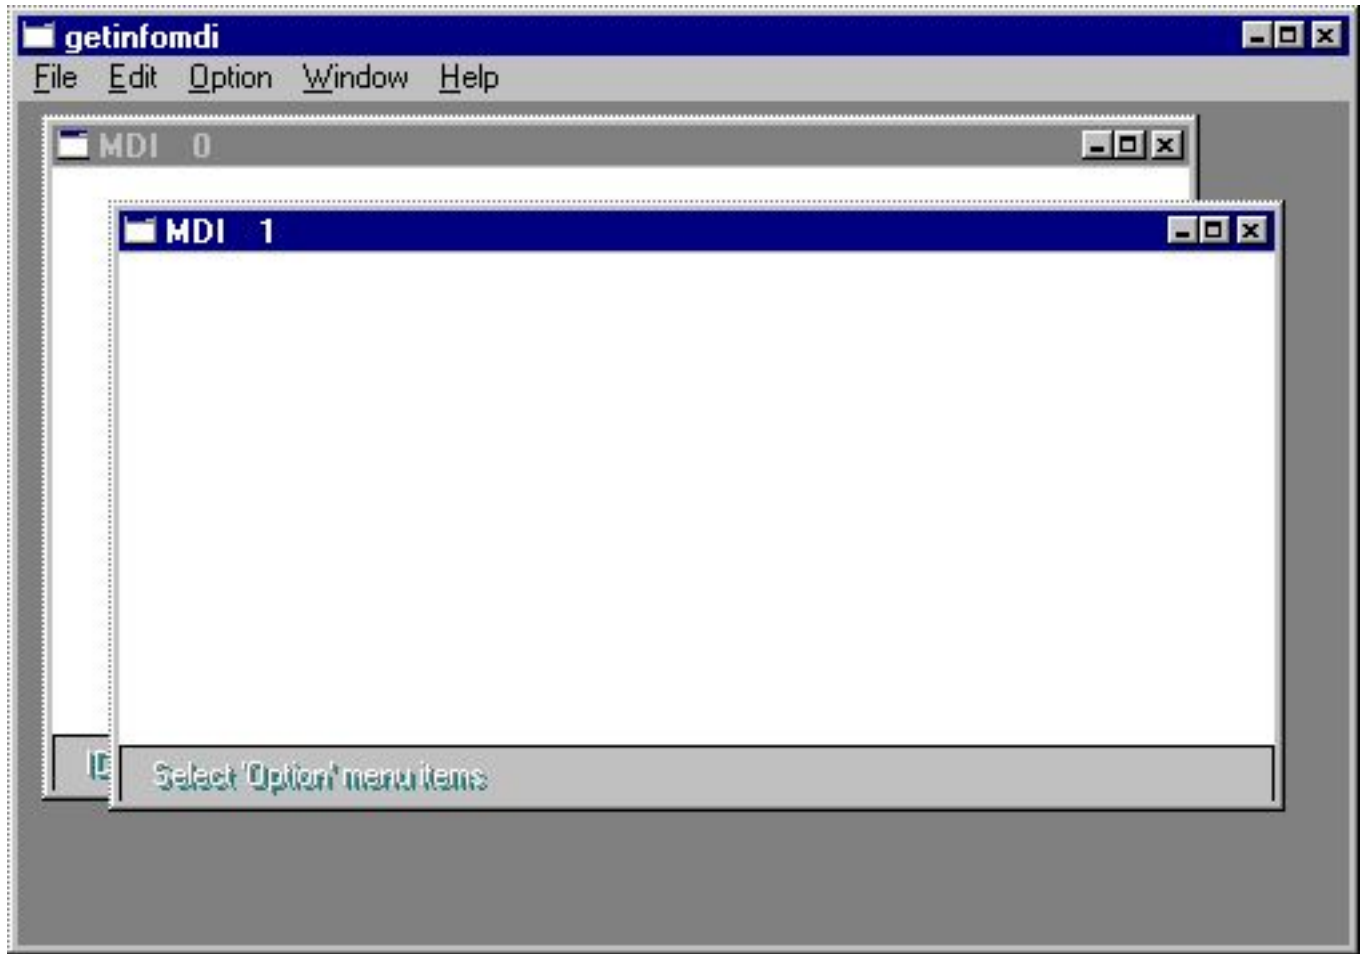 getinfomdi
File Edit Option Window Help
MDI 0
MDI 1
Select 'Option' menu items